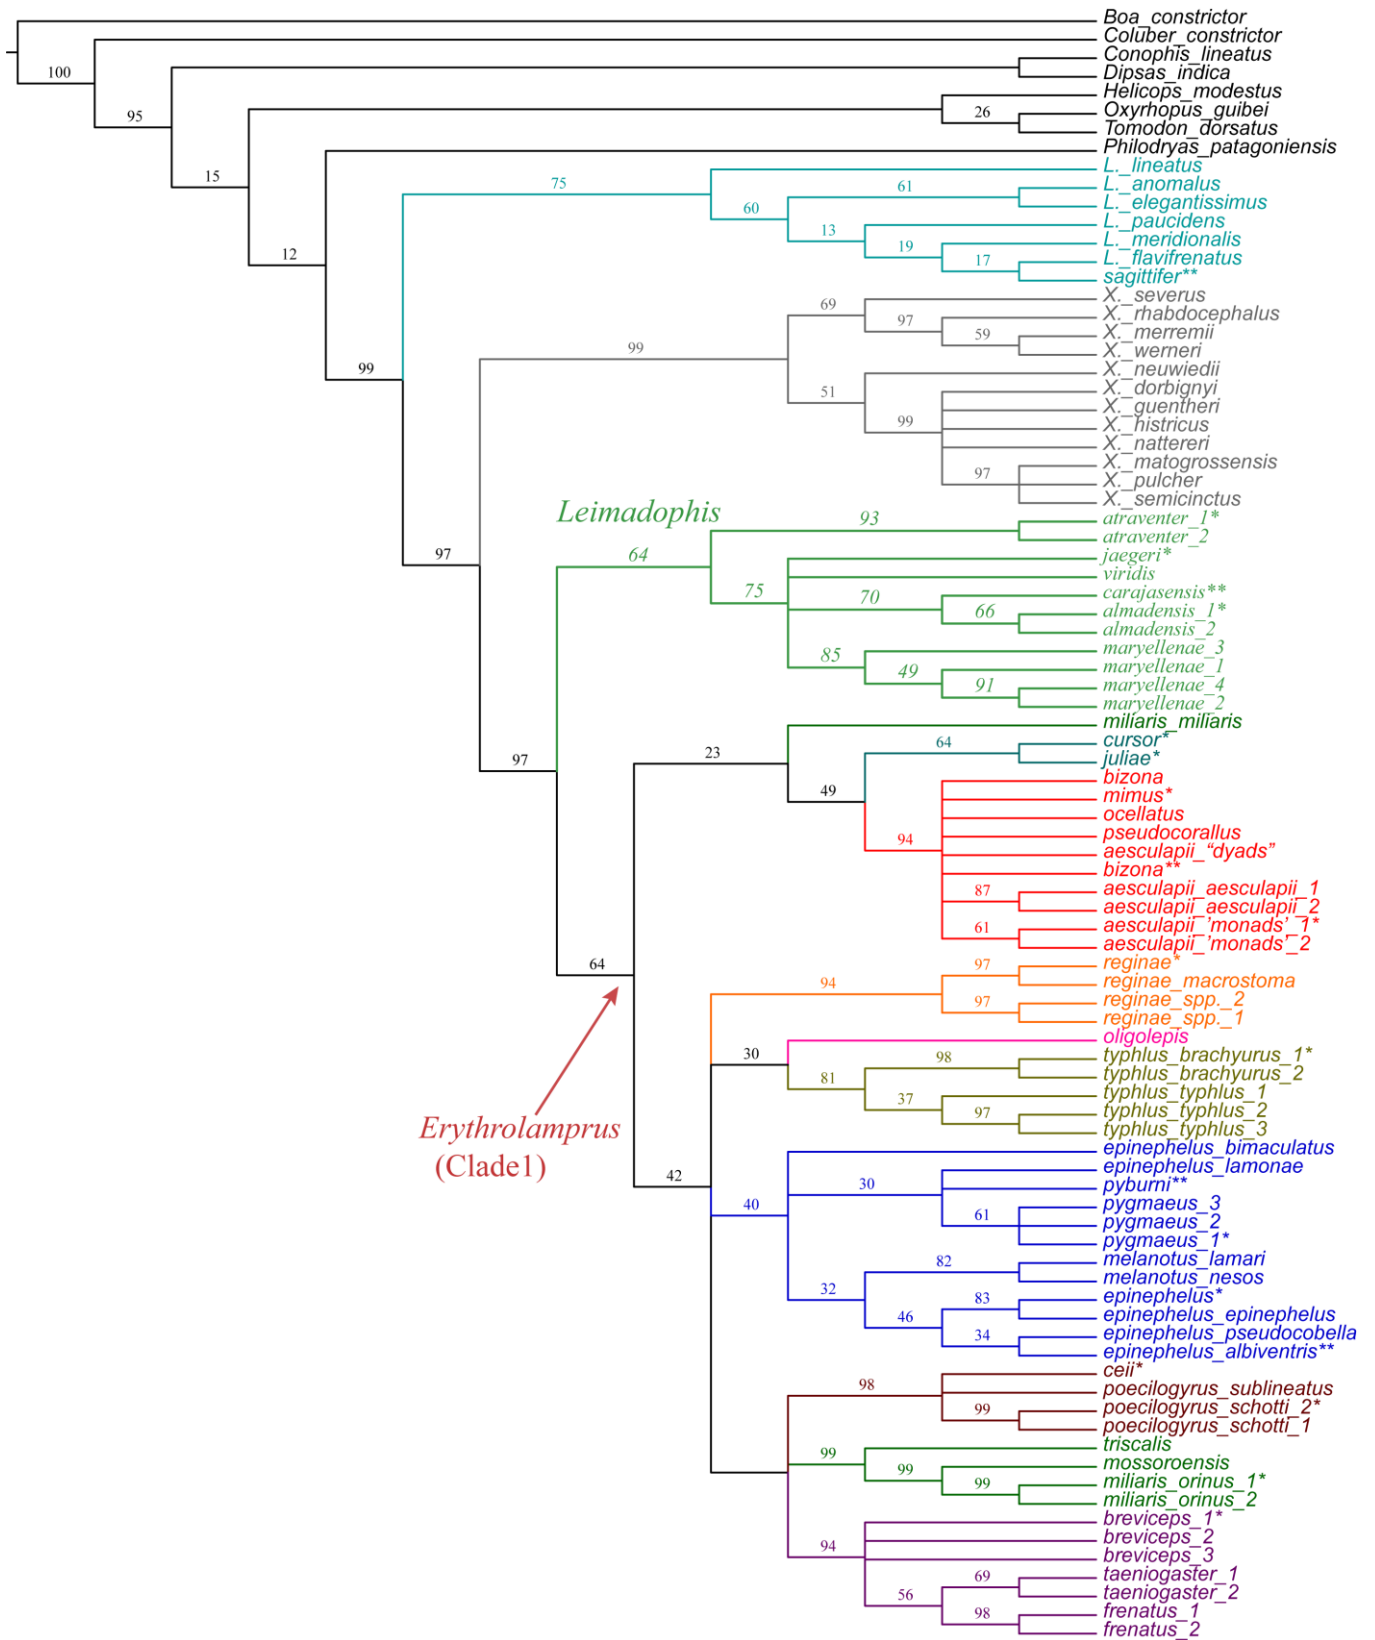 Boa_constrictor
Coluber_constrictor
Conophis_lineatus
100
Dipsas_indica
Helicops_modestus
26
Oxyrhopus_guibei
95
Tomodon_dorsatus
Philodryas_patagoniensis
15
L._lineatus
75
L._anomalus
61
L._elegantissimus
60
L._paucidens
13
L._meridionalis
19
12
L._flavifrenatus
17
sagittifer**
X._severus
69
X._rhabdocephalus
97
X._merremii
59
99
X._werneri
99
X._neuwiedii
51
X._dorbignyi
X._guentheri
99
X._histricus
X._nattereri
X._matogrossensis
97
X._pulcher
X._semicinctus
Leimadophis
atraventer_1*
93
atraventer_2
97
64
jaegeri*
viridis
75
carajasensis**
70
almadensis_1*
66
almadensis_2
maryellenae_3
85
maryellenae_1
49
maryellenae_4
91
maryellenae_2
miliaris_miliaris
cursor*
64
23
97
juliae*
bizona
49
mimus*
ocellatus
pseudocorallus
94
aesculapii_“dyads”
bizona**
aesculapii_aesculapii_1
87
aesculapii_aesculapii_2
aesculapii_’monads’_1*
61
aesculapii_’monads’_2
64
reginae*
97
reginae_macrostoma
94
reginae_spp._2
97
reginae_spp._1
oligolepis
30
typhlus_brachyurus_1*
98
typhlus_brachyurus_2
81
typhlus_typhlus_1
37
typhlus_typhlus_2
97
typhlus_typhlus_3
Erythrolamprus
(Clade1)
epinephelus_bimaculatus
epinephelus_lamonae
42
30
pyburni**
40
pygmaeus_3
61
pygmaeus_2
pygmaeus_1*
melanotus_lamari
82
melanotus_nesos
32
epinephelus*
83
epinephelus_epinephelus
46
epinephelus_pseudocobella
34
epinephelus_albiventris**
ceii*
98
poecilogyrus_sublineatus
poecilogyrus_schotti_2*
99
poecilogyrus_schotti_1
triscalis
99
mossoroensis
99
miliaris_orinus_1*
99
miliaris_orinus_2
breviceps_1*
breviceps_2
94
breviceps_3
taeniogaster_1
69
taeniogaster_2
56
frenatus_1
98
frenatus_2